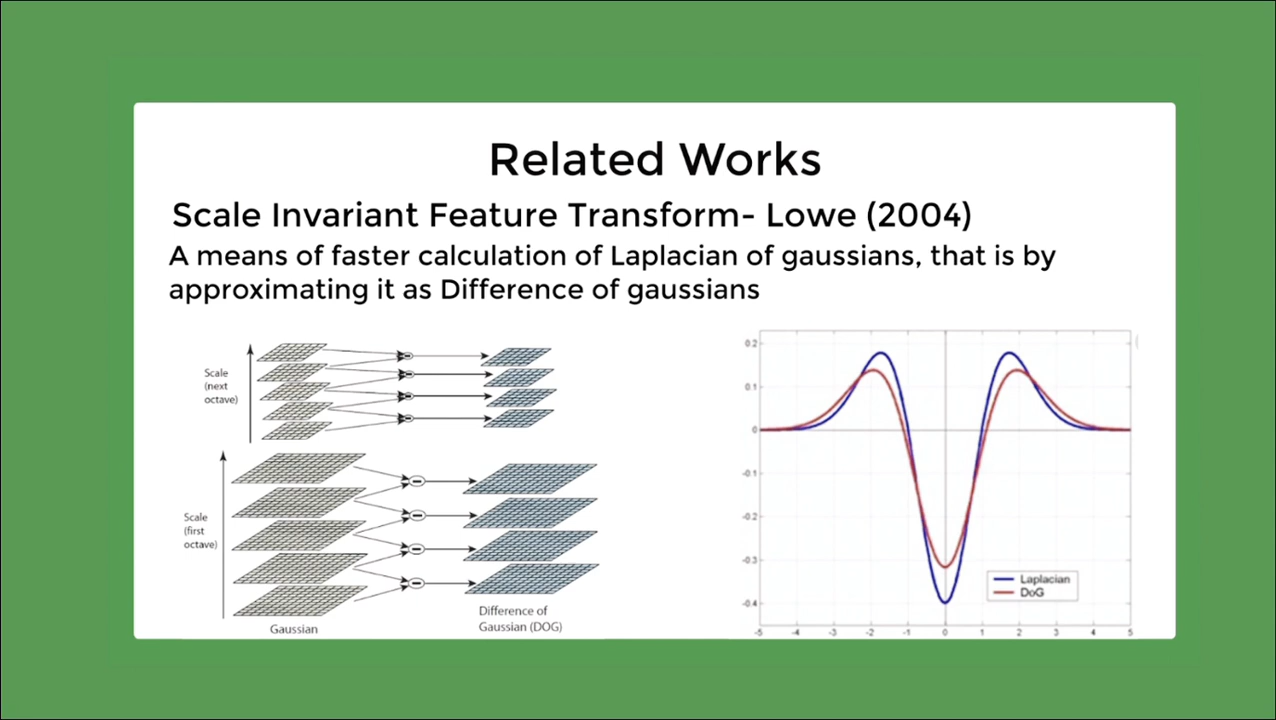 Related Works
Scale Invariant Feature Transform- Lowe (2004)
A means of faster calculation of Laplacian of gaussians, that is by
approximating it as Difference of gaussians
Scale
(next
octave)
Scale
(first
octave)
Gaussian
Difference of
Gaussian (DOG)
0.2
0.1
0
-0.1
-0.2
-0.3
-0.4
-5 -4 -3 -2 -1 0 1 2 3 4 5
Laplacian
DoG